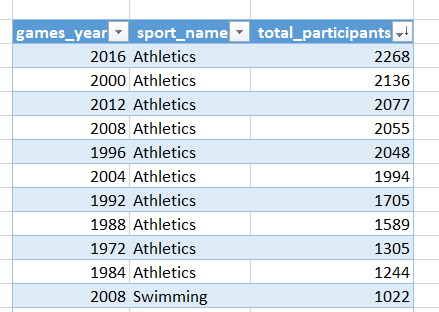 games_year sport_name total_participants
2016 Athletics 2268
2000 Athletics 2136
2012 Athletics 2077
2008 Athletics 2055
1996 Athletics 2048
2004 Athletics 1994
1992 Athletics 1705
1988 Athletics 1589
1972 Athletics 1305
1984 Athletics 1244
2008 Swimming 1022